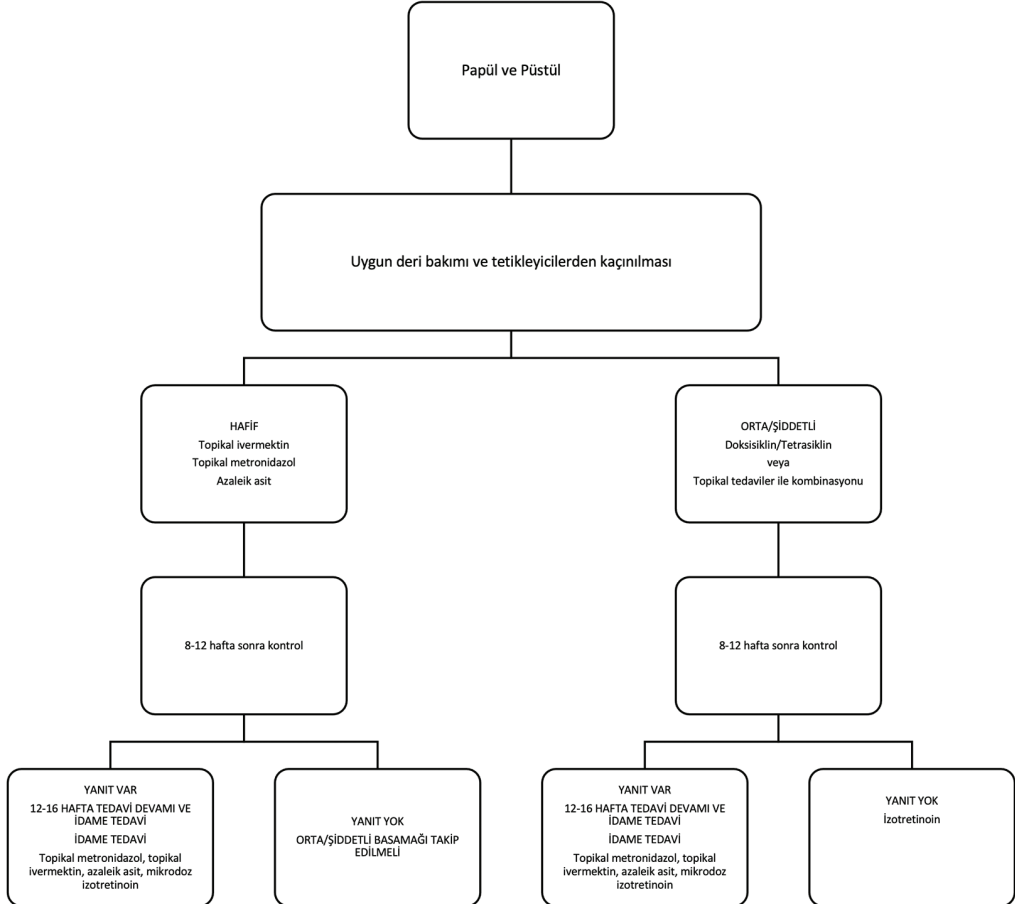 Papül ve Püstül
Uygun deri bakımı ve tetikleyicilerden kaçınılması
HAFİF
Topikal ivermektin
Topikal metronidazol
Azaleik asit
ORTA/ŞİDDETLİ
Doksisiklin/Tetrasiklin
veya
Topikal tedaviler ile kombinasyonu
8-12 hafta sonra kontrol
8-12 hafta sonra kontrol
YANIT VAR
12-16 HAFTA TEDAVİ DEVAMI VE
İDAME TEDAVİ
İDAME TEDAVİ
Topikal metronidazol, topikal
ivermektin, azaleik asit, mikrodoz
izotretinoin
YANIT YOK
ORTA/ŞİDDETLİ BASAMAĞI TAKİP
EDİLMELİ
YANIT VAR
12-16 HAFTA TEDAVİ DEVAMI VE
İDAME TEDAVİ
İDAME TEDAVİ
Topikal metronidazol, topikal
ivermektin, azaleik asit, mikrodoz
izotretinoin
YANIT YOK
İzotretinoin